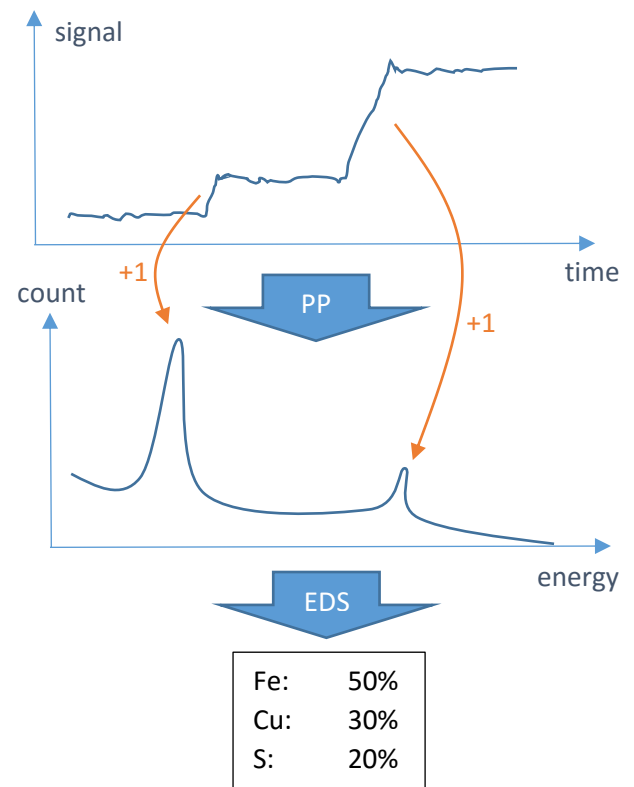 signal
time
+1
count
PP
+1
energy
EDS
Fe: 50%
Cu: 30%
S: 20%